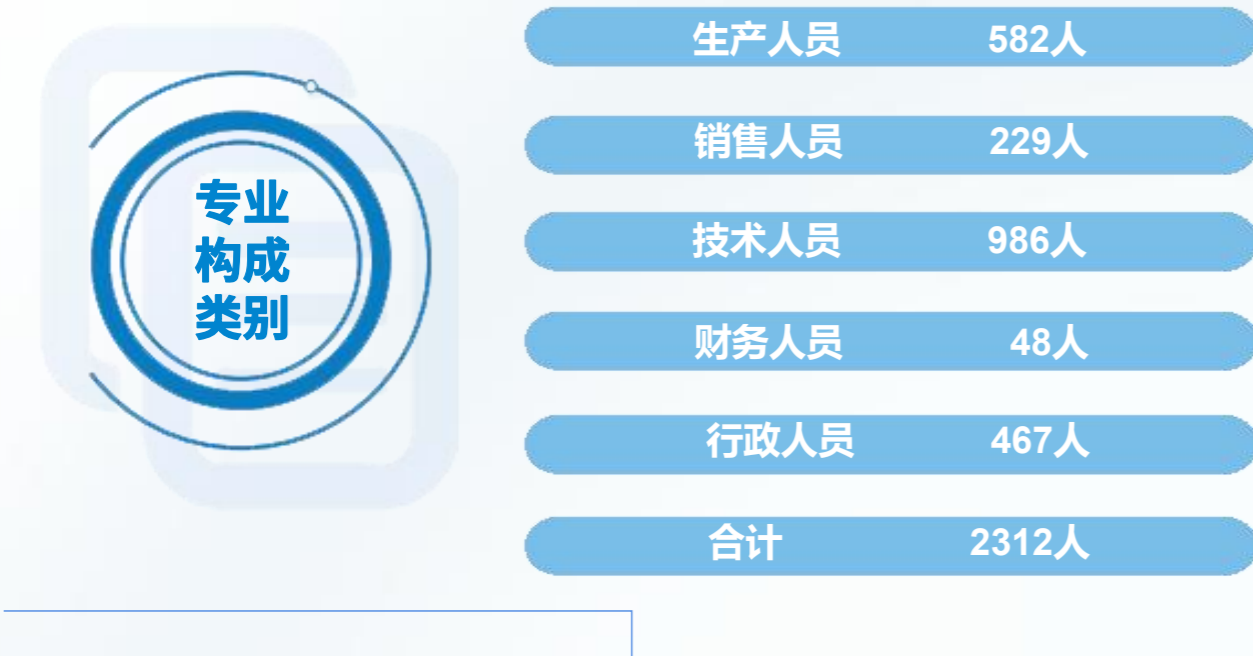 专业
构成
类别
生产人员 582人
销售人员 229人
技术人员 986人
财务人员 48人
行政人员 467人
合计 2312人